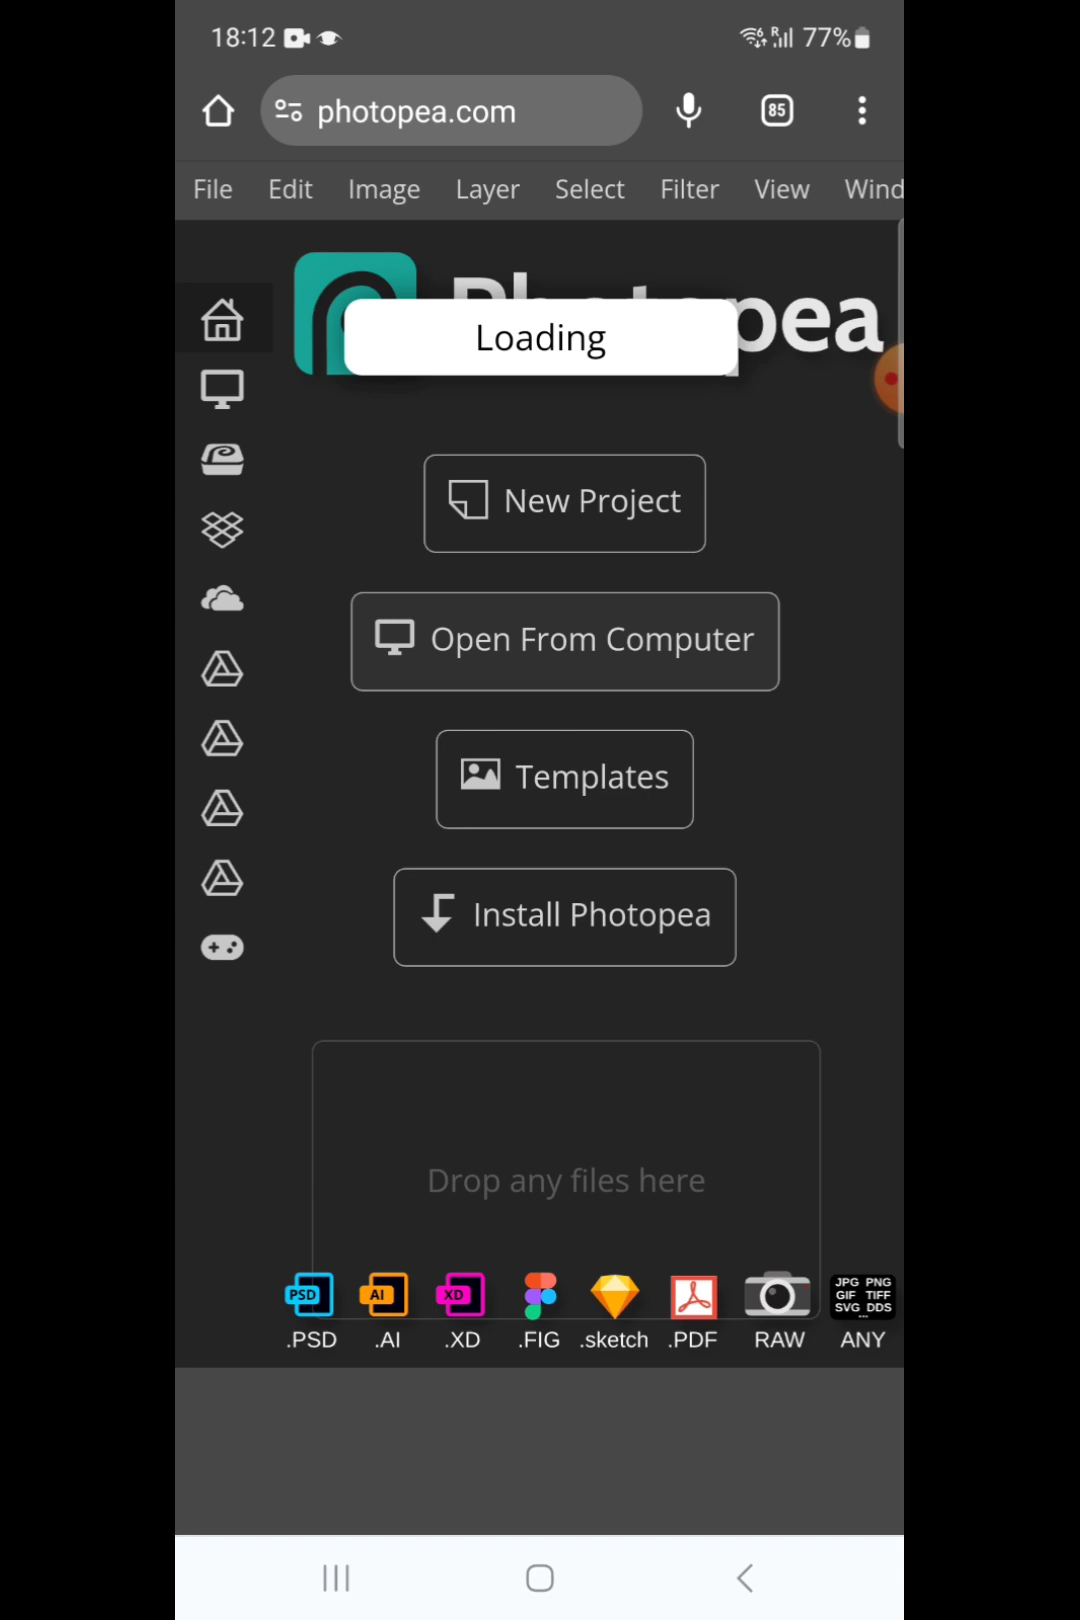 18:12
77%
photopea.com
85
File Edit Image Layer Select Filter View Wind
pea
Loading
New Project
Open From Computer
Templates
Install Photopea
Drop any files here
PSD AI XD JPG PNG
GIF TIFF
SVG DDS
.PSD .AI .XD .FIG .sketch .PDF RAW ANY